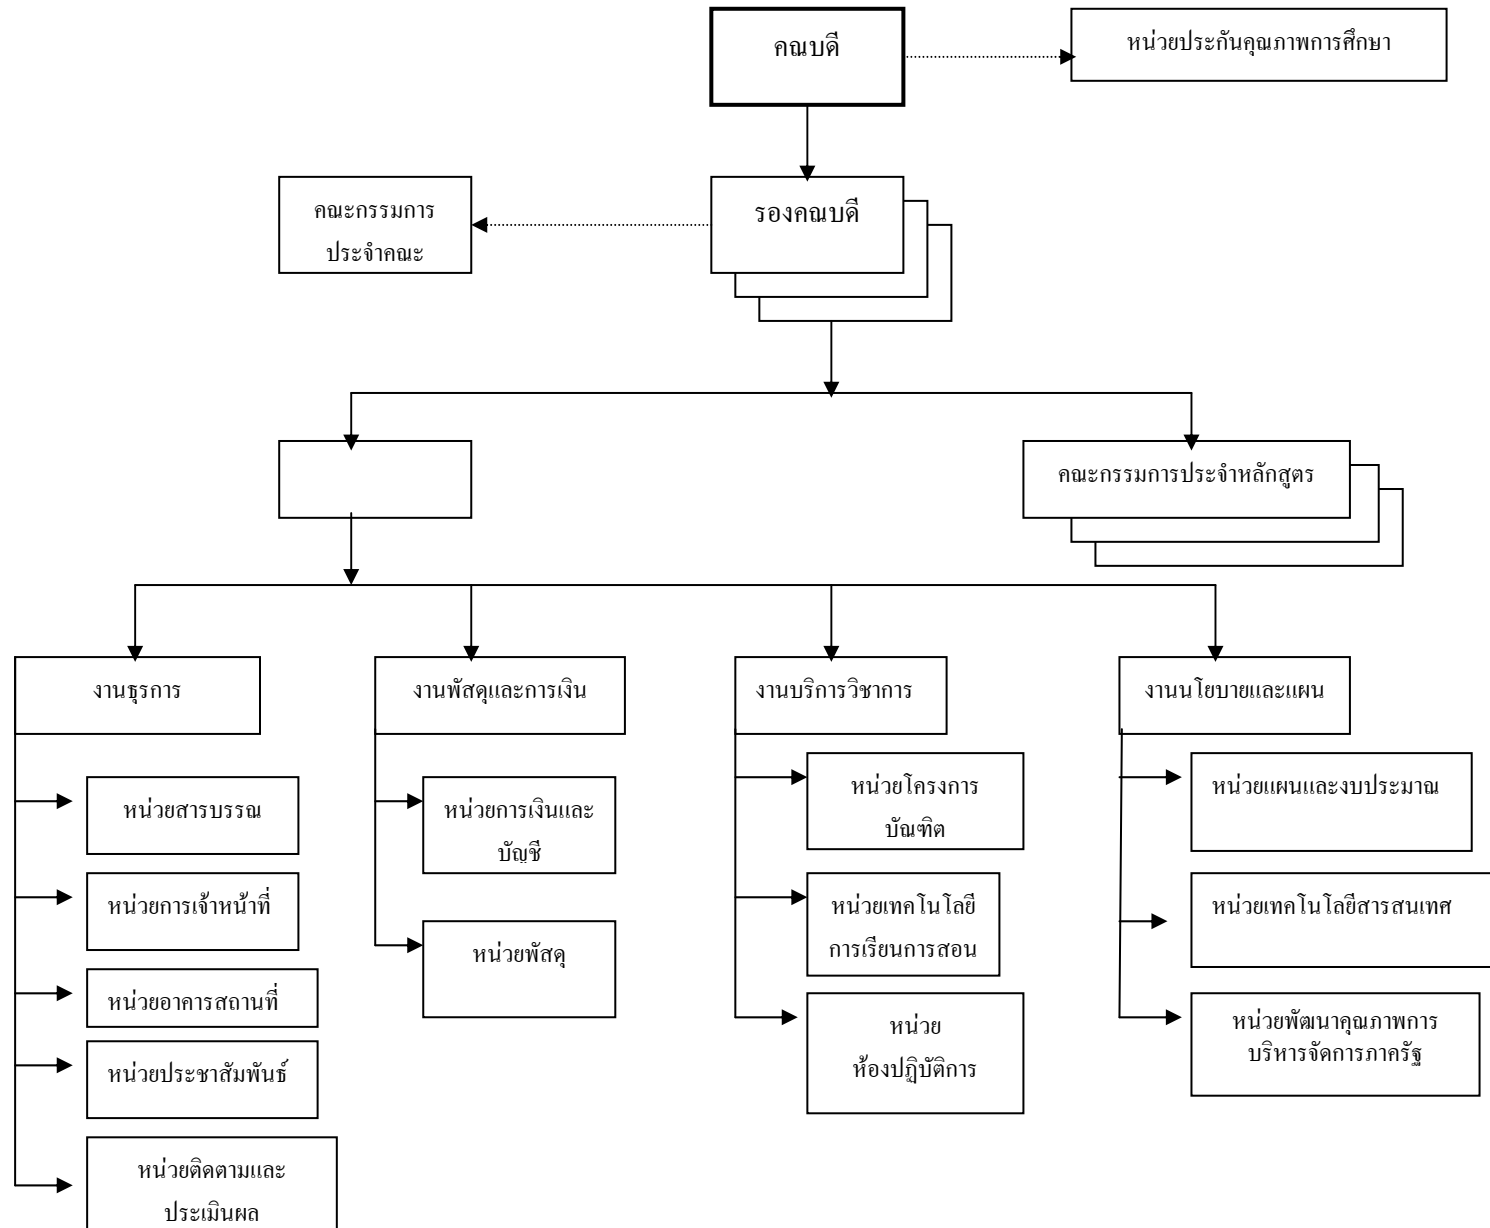 คณบดี
หน่วยประกันคุณภาพการศึกษา
คณะกรรมการ
ประจำคณะ
รองคณบดี
คณะกรรมการประจำหลักสูตร
งานธุรการ
งานพัสดุและการเงิน
งานบริการวิชาการ
งานนโยบายและแผน
หน่วยสารบรรณ
หน่วยการเจ้าหน้าที่
หน่วยอาคารสถานที่
หน่วยประชาสัมพันธ์
หน่วยติดตามและ
ประเมินผล
หน่วยการเงินและ
บัญชี
หน่วยพัสดุ
หน่วยโครงการ
บัณฑิต
หน่วยเทคโนโลยี
การเรียนการสอน
หน่วย
ห้องปฏิบัติการ
หน่วยแผนและงบประมาณ
หน่วยเทคโนโลยีสารสนเทศ
หน่วยพัฒนาคุณภาพการ
บริหารจัดการภาครัฐ